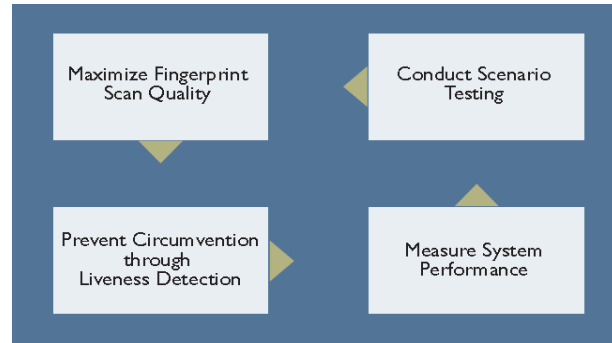 Maximize Fingerprint
Scan Quality
Conduct Scenario
Testing
Prevent Circumvention
through
Liveness Detection
Measure System
Performance